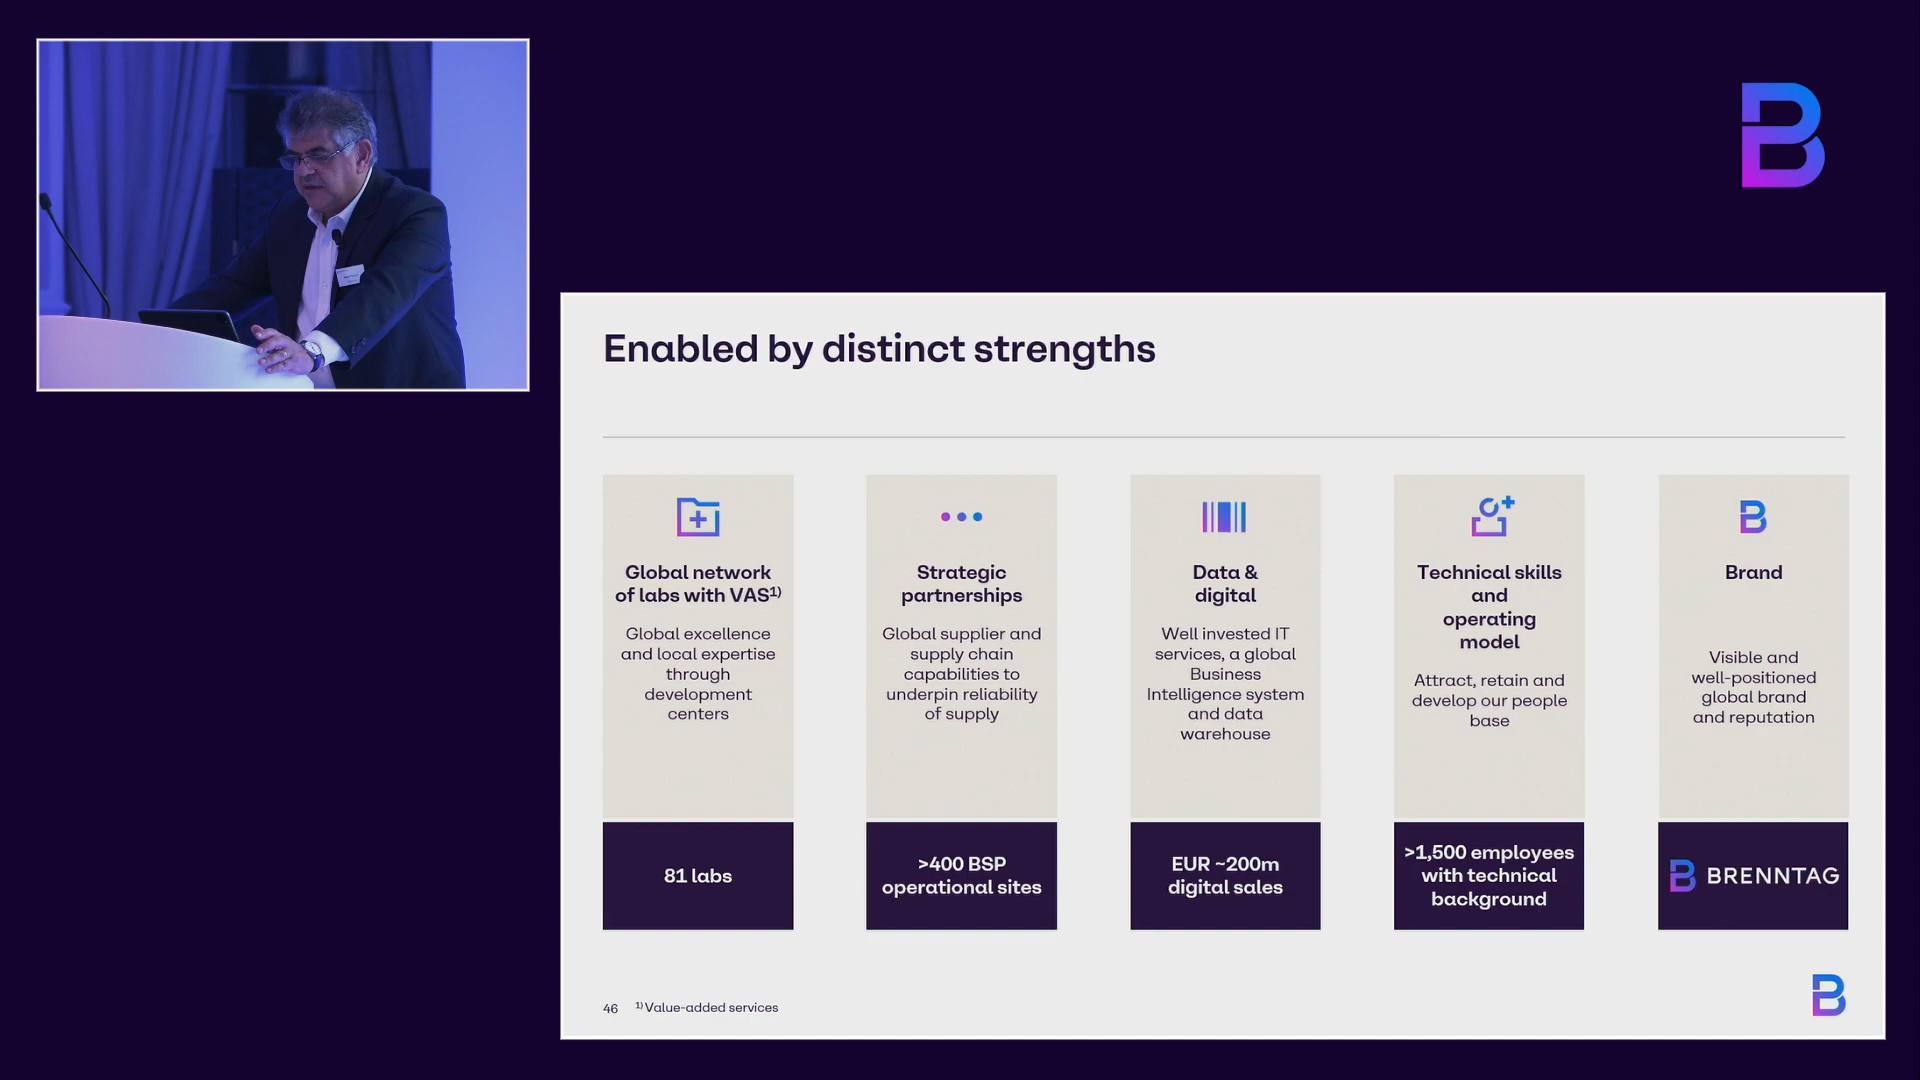 Enabled by distinct strengths
Global network
of labs with VAS¹⁾
Global excellence
and local expertise
through
development
centers
81 labs
Strategic
partnerships
Global supplier and
supply chain
capabilities to
underpin reliability
of supply
>400 BSP
operational sites
Data &
digital
Well invested IT
services, a global
Business
Intelligence system
and data
warehouse
EUR ~200m
digital sales
Technical skills
and
operating
model
Attract, retain and
develop our people
base
>1,500 employees
with technical
background
Brand
Visible and
well-positioned
global brand
and reputation
BRENNTAG
46 ¹⁾Value-added services